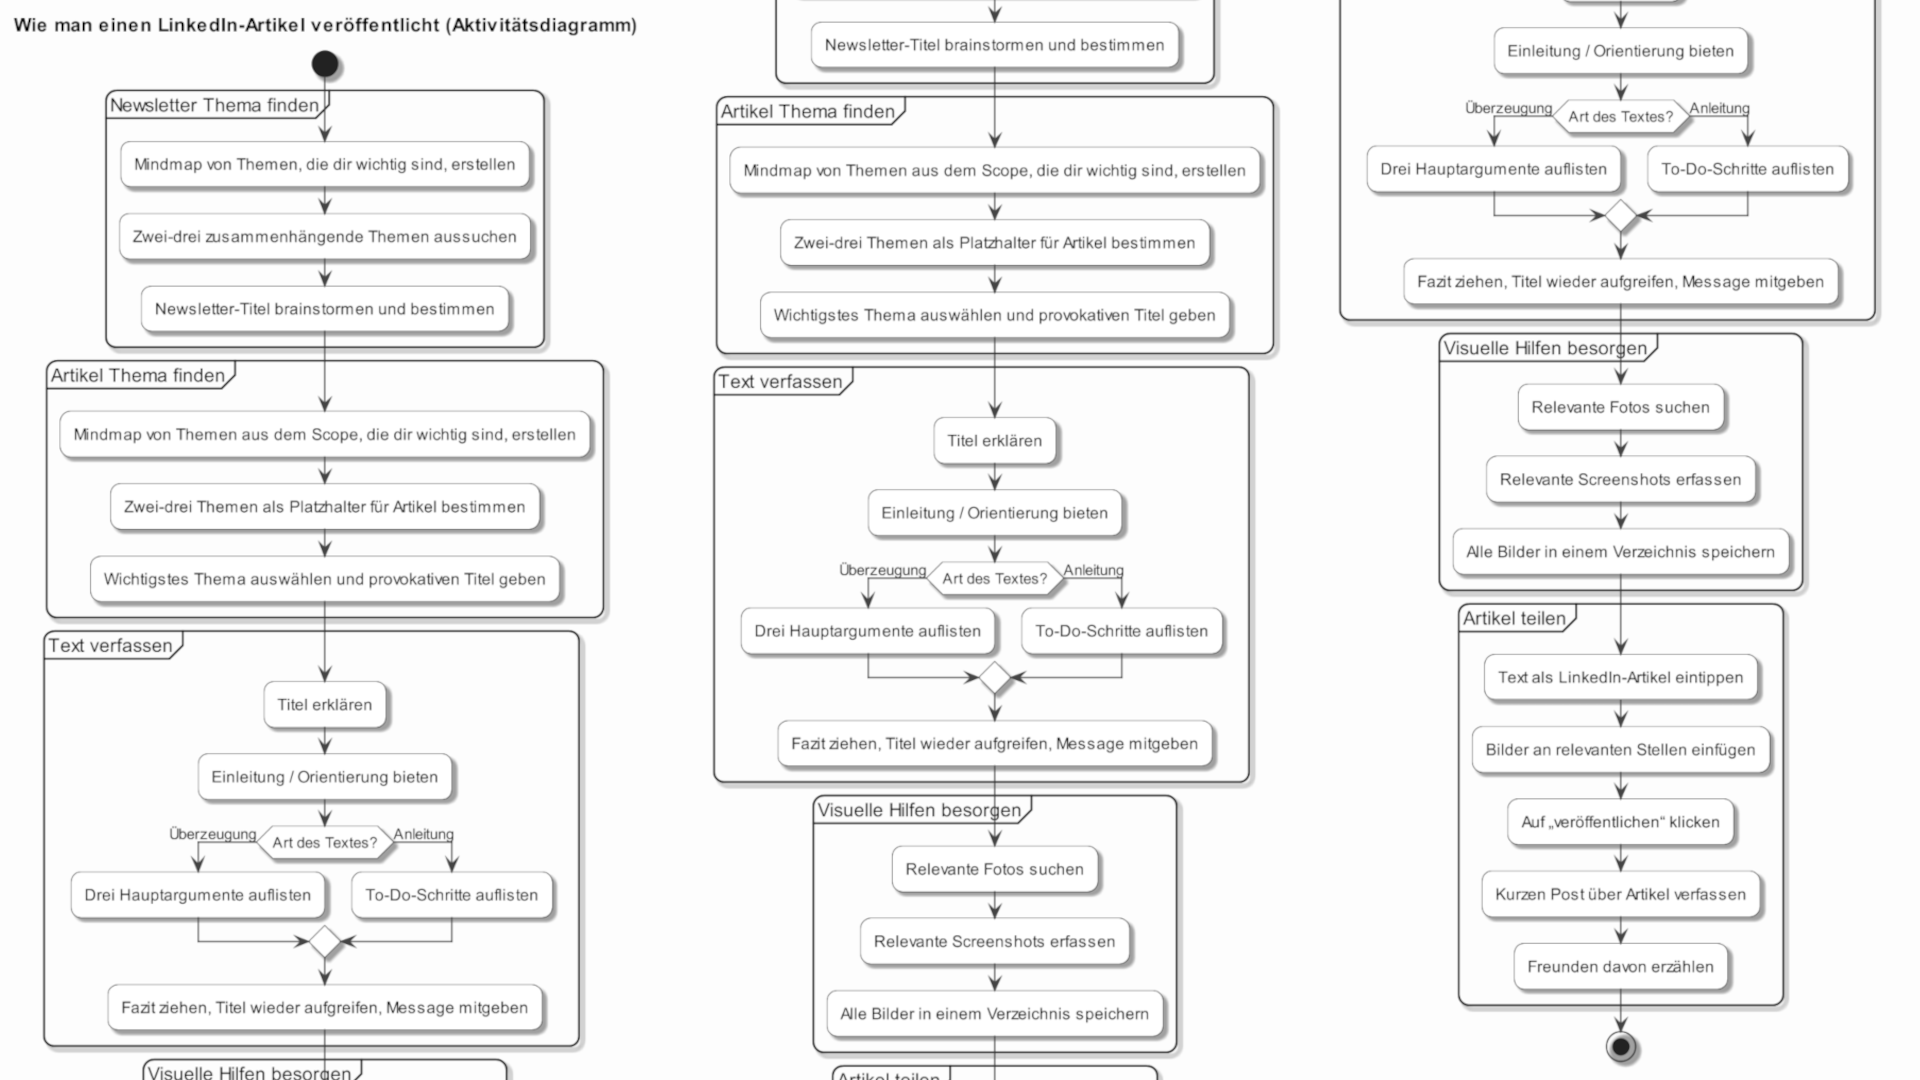 Wie man einen LinkedIn-Artikel veröffentlicht (Aktivitätsdiagramm)
Newsletter Thema finden
Mindmap von Themen, die dir wichtig sind, erstellen
Zwei-drei zusammenhängende Themen aussuchen
Newsletter-Titel brainstormen und bestimmen
Artikel Thema finden
Mindmap von Themen aus dem Scope, die dir wichtig sind, erstellen
Zwei-drei Themen als Platzhalter für Artikel bestimmen
Wichtigstes Thema auswählen und provokativen Titel geben
Text verfassen
Titel erklären
Einleitung / Orientierung bieten
Überzeugung
Art des Textes?
Anleitung
Drei Hauptargumente auflisten
To-Do-Schritte auflisten
Fazit ziehen, Titel wieder aufgreifen, Message mitgeben
Visuelle Hilfen besorgen
Newsletter-Titel brainstormen und bestimmen
Artikel Thema finden
Mindmap von Themen aus dem Scope, die dir wichtig sind, erstellen
Zwei-drei Themen als Platzhalter für Artikel bestimmen
Wichtigstes Thema auswählen und provokativen Titel geben
Text verfassen
Titel erklären
Einleitung / Orientierung bieten
Überzeugung
Art des Textes?
Anleitung
Drei Hauptargumente auflisten
To-Do-Schritte auflisten
Fazit ziehen, Titel wieder aufgreifen, Message mitgeben
Visuelle Hilfen besorgen
Relevante Fotos suchen
Relevante Screenshots erfassen
Alle Bilder in einem Verzeichnis speichern
Artikel teilen
Einleitung / Orientierung bieten
Überzeugung
Art des Textes?
Anleitung
Drei Hauptargumente auflisten
To-Do-Schritte auflisten
Fazit ziehen, Titel wieder aufgreifen, Message mitgeben
Visuelle Hilfen besorgen
Relevante Fotos suchen
Relevante Screenshots erfassen
Alle Bilder in einem Verzeichnis speichern
Artikel teilen
Text als LinkedIn-Artikel eintippen
Bilder an relevanten Stellen einfügen
Auf „veröffentlichen“ klicken
Kurzen Post über Artikel verfassen
Freunden davon erzählen